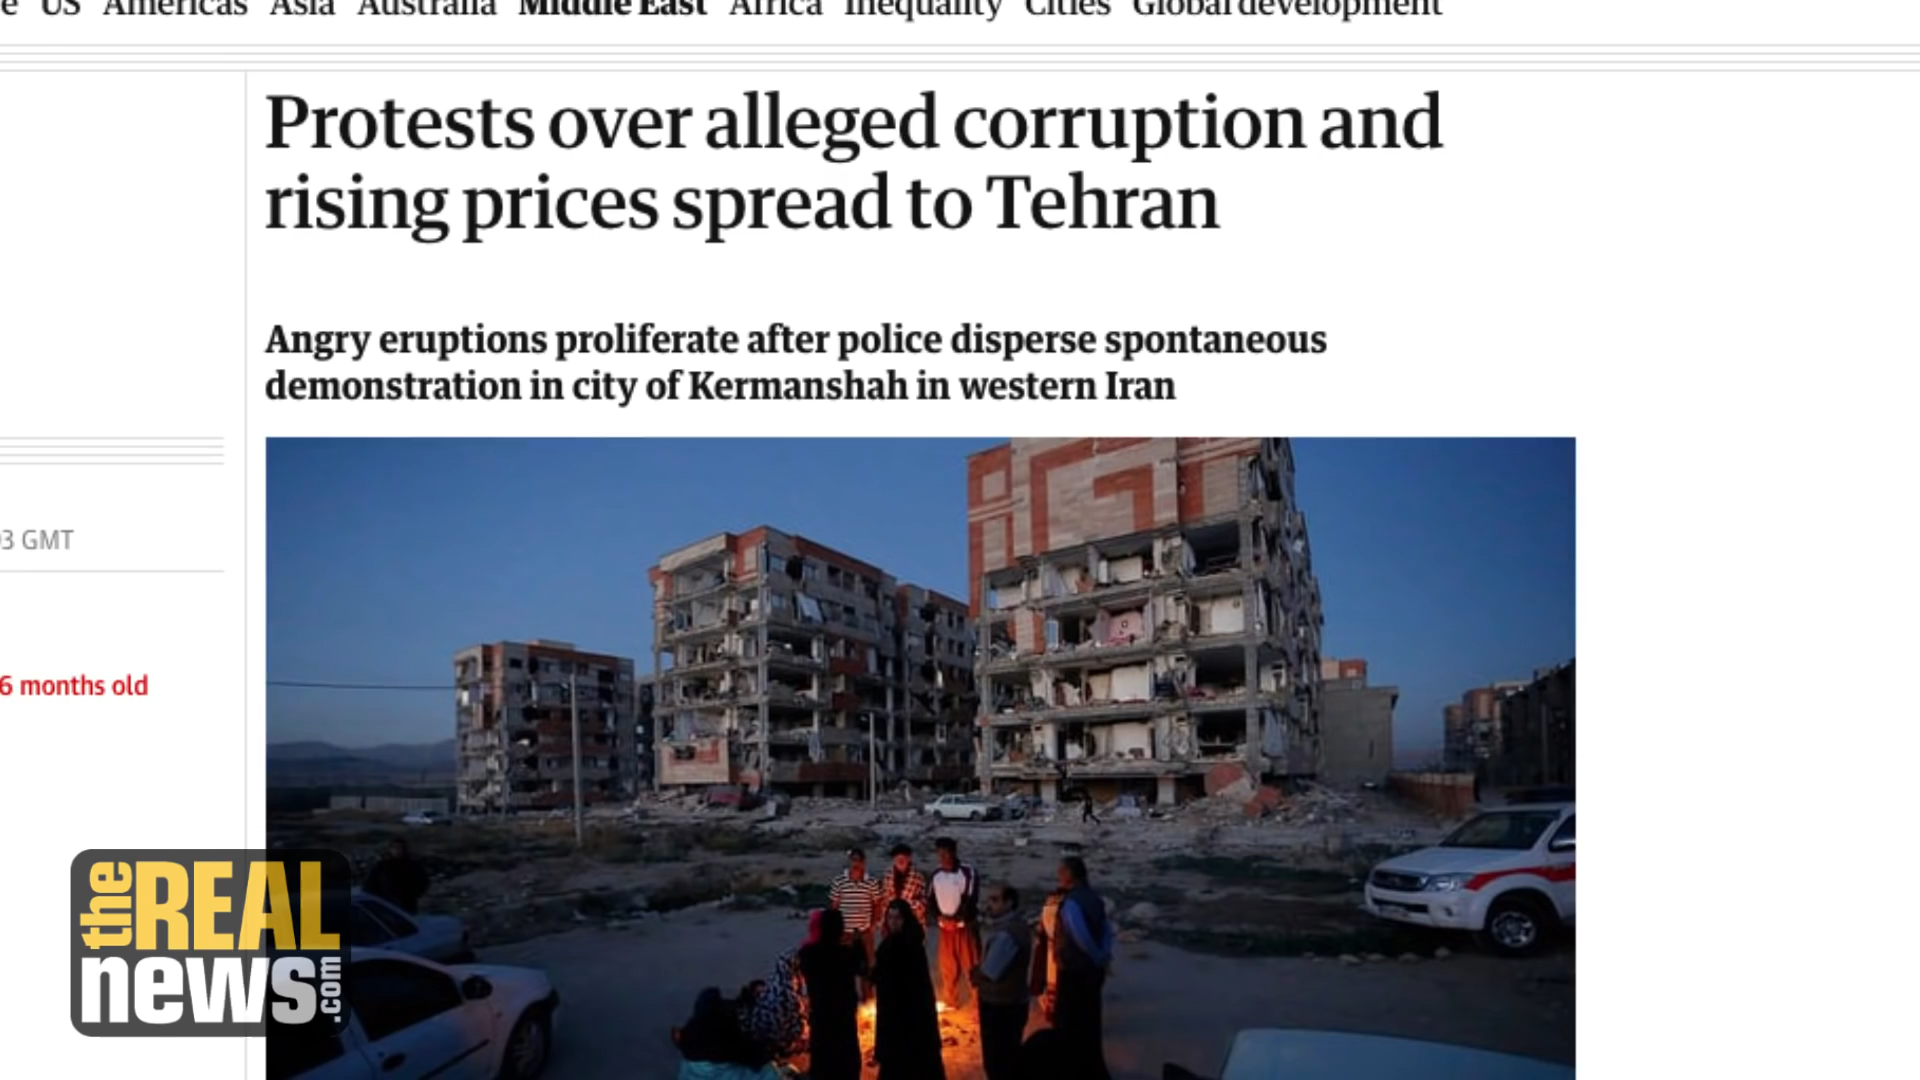 e US Americas Asia Australia Middle East Africa Inequality Cities Global development
Protests over alleged corruption and
rising prices spread to Tehran
Angry eruptions proliferate after police disperse spontaneous
demonstration in city of Kermanshah in western Iran
03 GMT
6 months old
the REAL
news.com